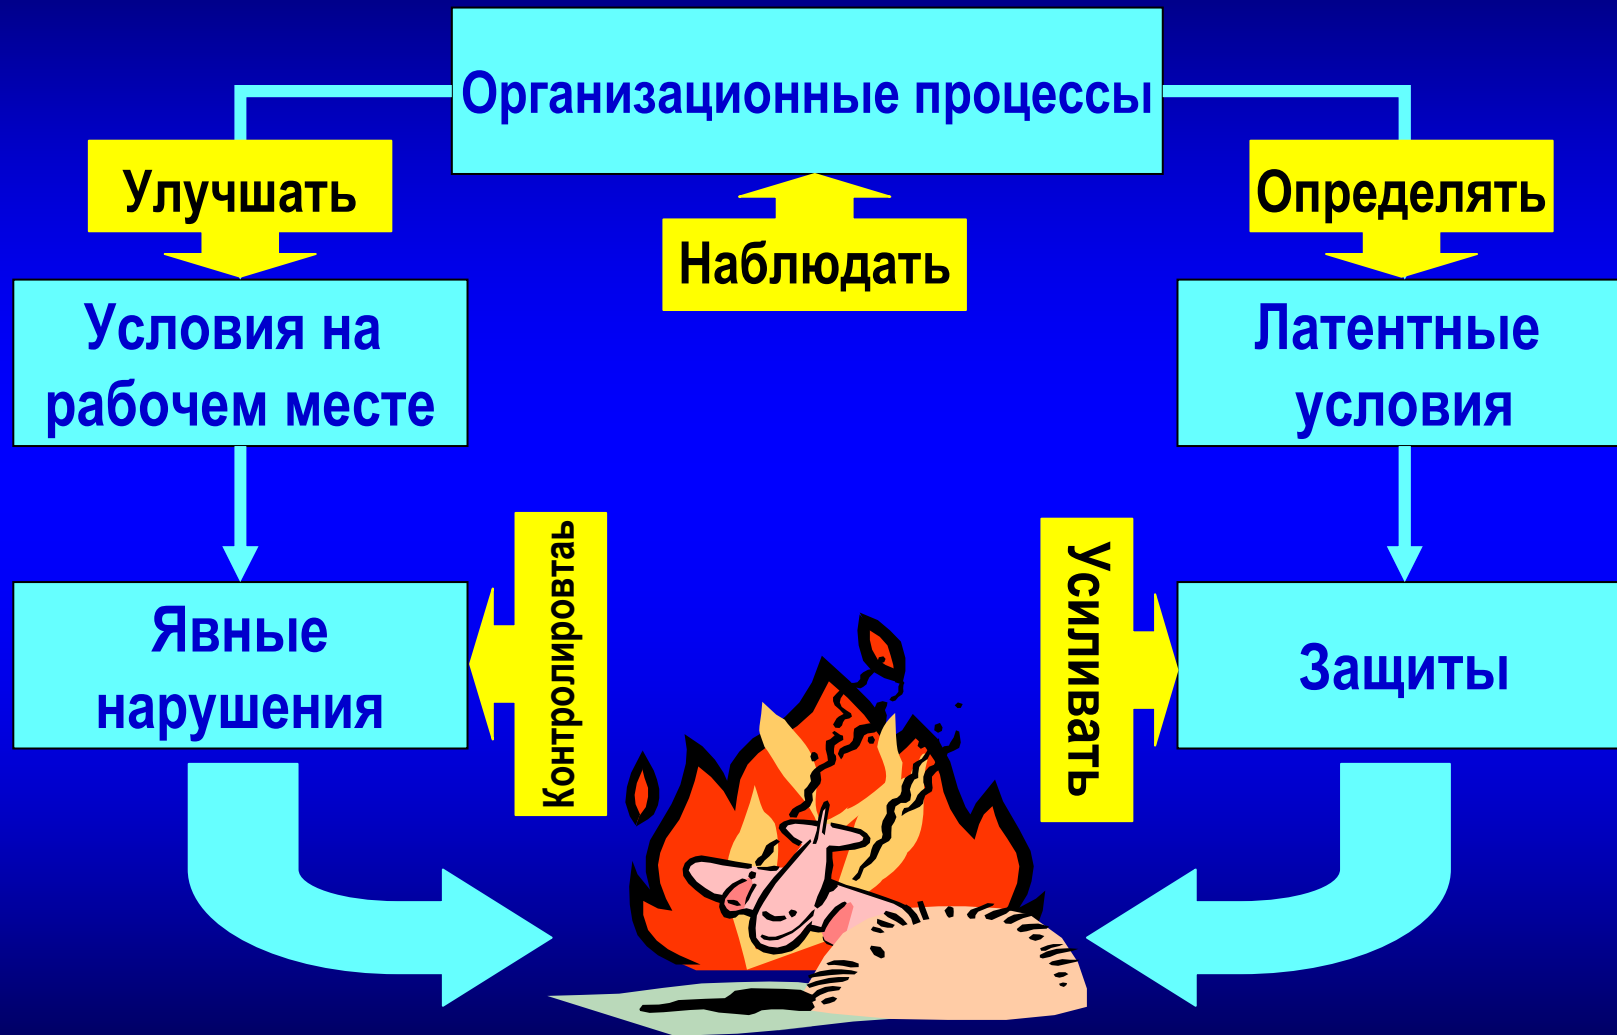 Организационные процессы
Улучшать
Определять
Наблюдать
Условия на
рабочем месте
Латентные
условия
Контролировтаь
Усиливать
Явные
нарушения
Защиты